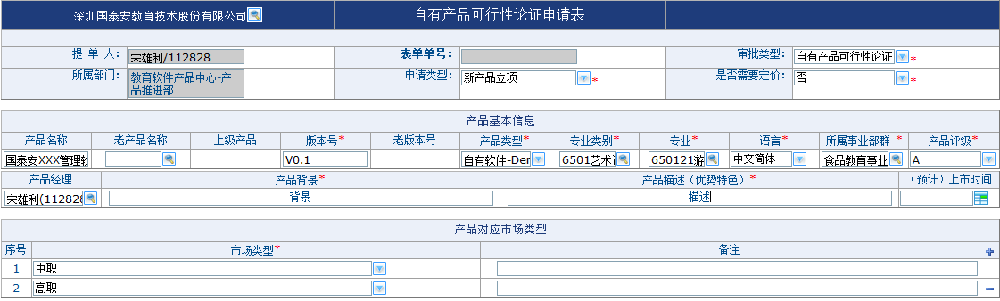 深圳国泰安教育技术股份有限公司 自有产品可行性论证申请表
提 单 人： 宋雄利/112828 表单单号： 审批类型： 自有产品可行性论证 *
所属部门： 教育软件产品中心-产品推进部 申请类型： 新产品立项 * 是否需要定价： 否 *
产品基本信息
产品名称 老产品名称 上级产品 版本号* 老版本号 产品类型* 专业类别* 专业* 语言* 所属事业部群 * 产品评级*
国泰安XXX管理软 V0.1 自有软件-Der 6501艺术 650121游 中文简体 食品教育事业 A
产品经理 产品背景* 产品描述（优势特色）* （预计）上市时间
宋雄利(112828 背景 描述
产品对应市场类型
序号 市场类型* 备注
1 中职
2 高职